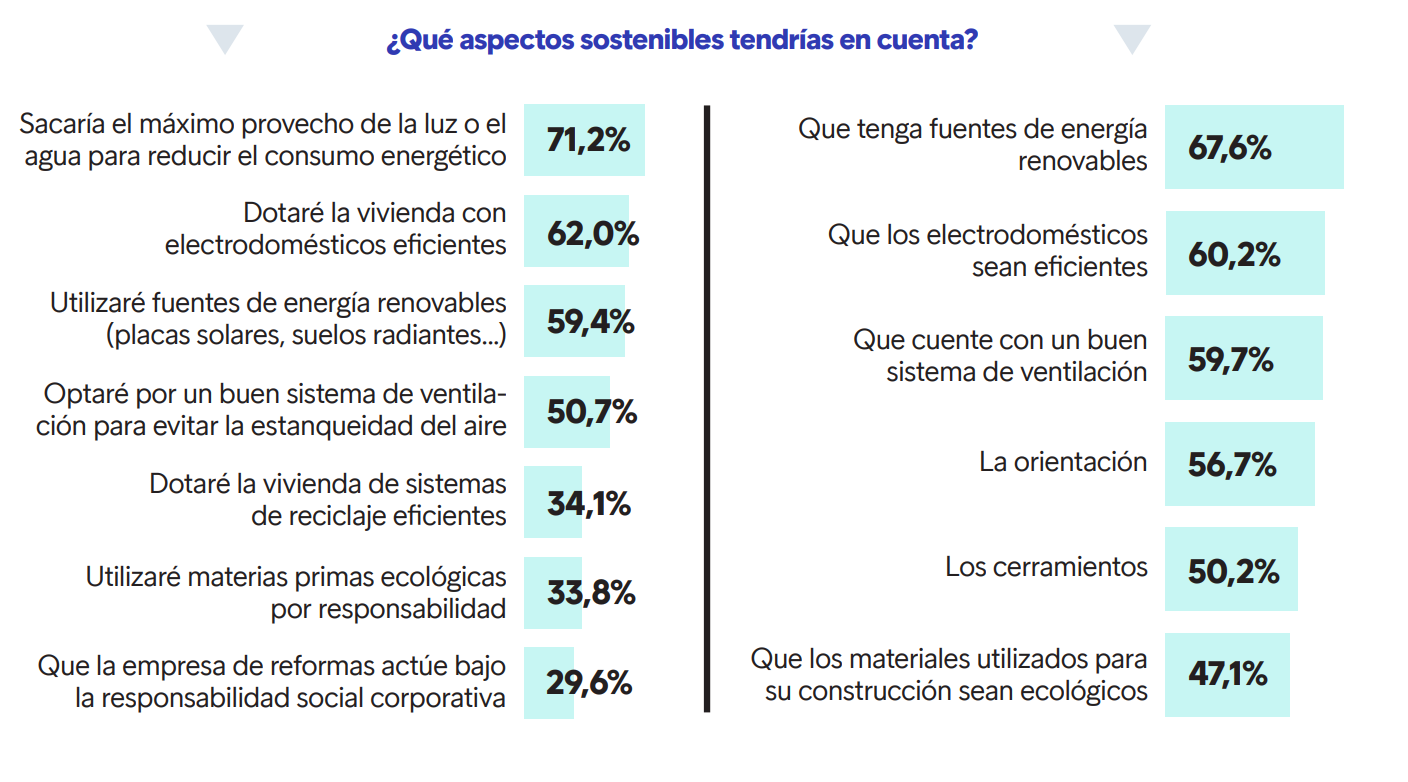 ¿Qué aspectos sostenibles tendrías en cuenta?
Sacaría el máximo provecho de la luz o el
agua para reducir el consumo energético
71,2%
Dotaré la vivienda con
electrodomésticos eficientes
62,0%
Utilizaré fuentes de energía renovables
(placas solares, suelos radiantes...)
59,4%
Optaré por un buen sistema de ventila-
ción para evitar la estanqueidad del aire
50,7%
Dotaré la vivienda de sistemas
de reciclaje eficientes
34,1%
Utilizaré materias primas ecológicas
por responsabilidad
33,8%
Que la empresa de reformas actúe bajo
la responsabilidad social corporativa
29,6%
Que tenga fuentes de energía
renovables
67,6%
Que los electrodomésticos
sean eficientes
60,2%
Que cuente con un buen
sistema de ventilación
59,7%
La orientación
56,7%
Los cerramientos
50,2%
Que los materiales utilizados para
su construcción sean ecológicos
47,1%